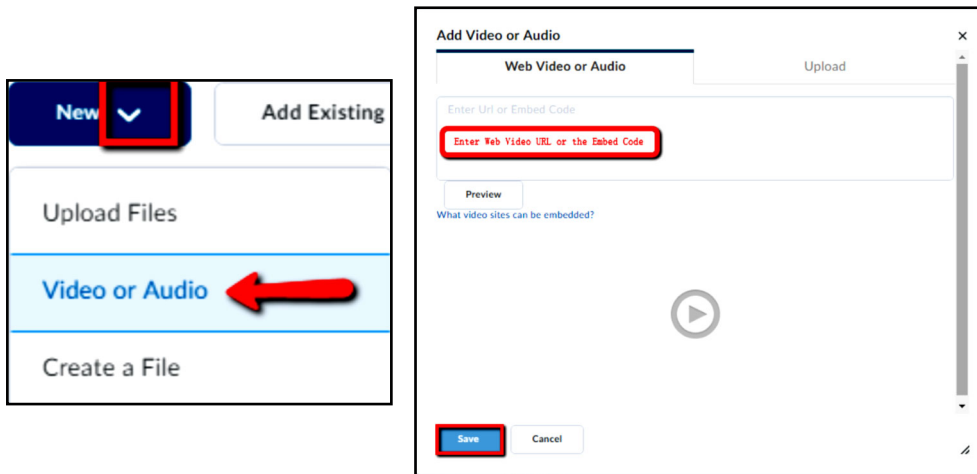 New
Add Existing
Upload Files
Video or Audio
Create a File
Add Video or Audio
Web Video or Audio
Upload
Enter Url or Embed Code
Enter Web Video URL or the Embed Code
Preview
What video sites can be embedded?
Save
Cancel